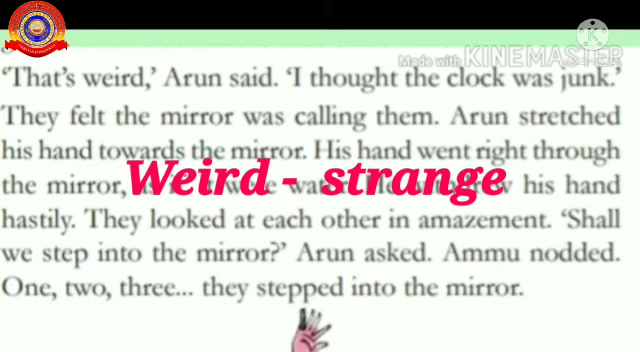 Made with KINEMASTER
‘That’s weird,’ Arun said. ‘I thought the clock was junk.’
They felt the mirror was calling them. Arun stretched
his hand towards the mirror. His hand went right through
the mirror, his hand
Weird - strange
hastily. They looked at each other in amazement. ‘Shall
we step into the mirror?’ Arun asked. Ammu nodded.
One, two, three... they stepped into the mirror.